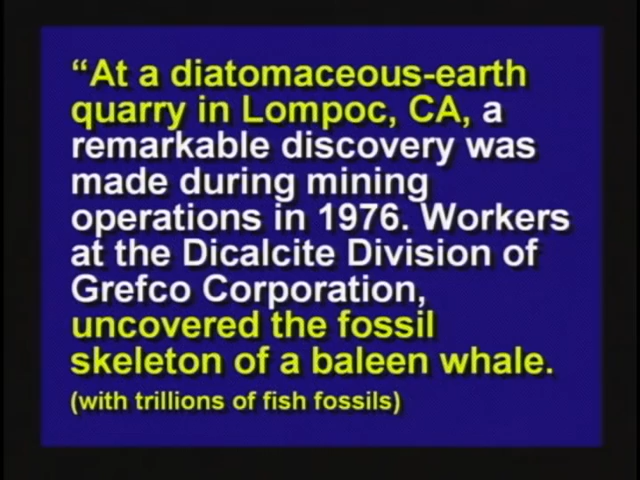 “At a diatomaceous-earth
quarry in Lompoc, CA, a
remarkable discovery was
made during mining
operations in 1976. Workers
at the Dicalcite Division of
Grefco Corporation,
uncovered the fossil
skeleton of a baleen whale.
(with trillions of fish fossils)